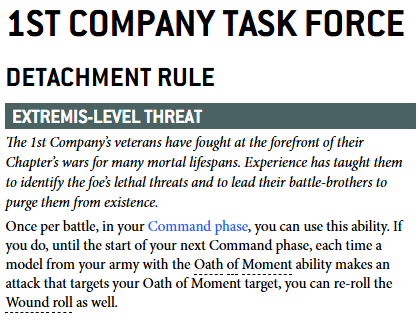 1ST COMPANY TASK FORCE
DETACHMENT RULE
EXTREMIS-LEVEL THREAT
The 1st Company's veterans have fought at the forefront of their
Chapter's wars for many mortal lifespans. Experience has taught them
to identify the foe's lethal threats and to lead their battle-brothers to
purge them from existence.
Once per battle, in your Command phase, you can use this ability. If
you do, until the start of your next Command phase, each time a
model from your army with the Oath of Moment ability makes an
attack that targets your Oath of Moment target, you can re-roll the
Wound roll as well.